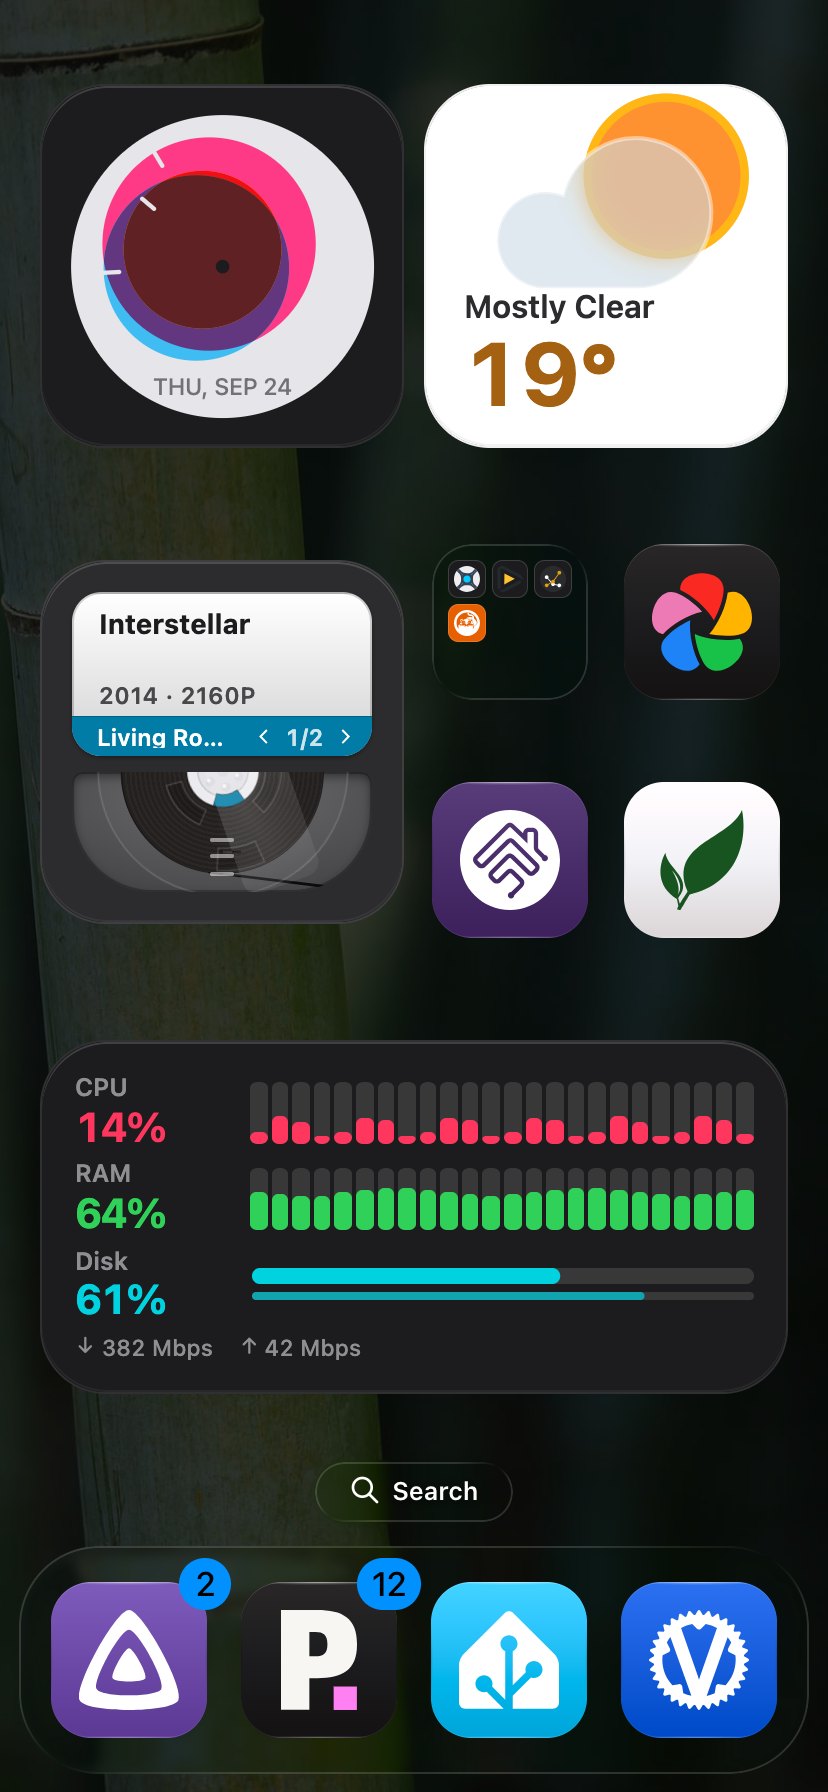 THU, SEP 24
Mostly Clear
19°
Interstellar
2014 · 2160P
Living Ro...
1/2
CPU
14%
RAM
64%
Disk
61%
↓ 382 Mbps ↑ 42 Mbps
Search
2
12
P.
V